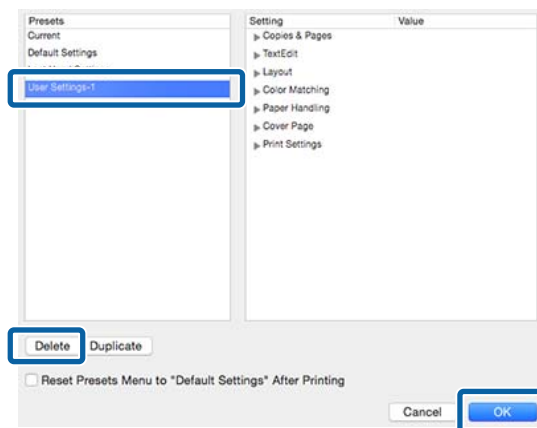 Presets
Current
Default Settings
User Settings-1
Setting Value
Copies & Pages
TextEdit
Layout
Color Matching
Paper Handling
Cover Page
Print Settings
Delete Duplicate
Reset Presets Menu to "Default Settings" After Printing
Cancel OK